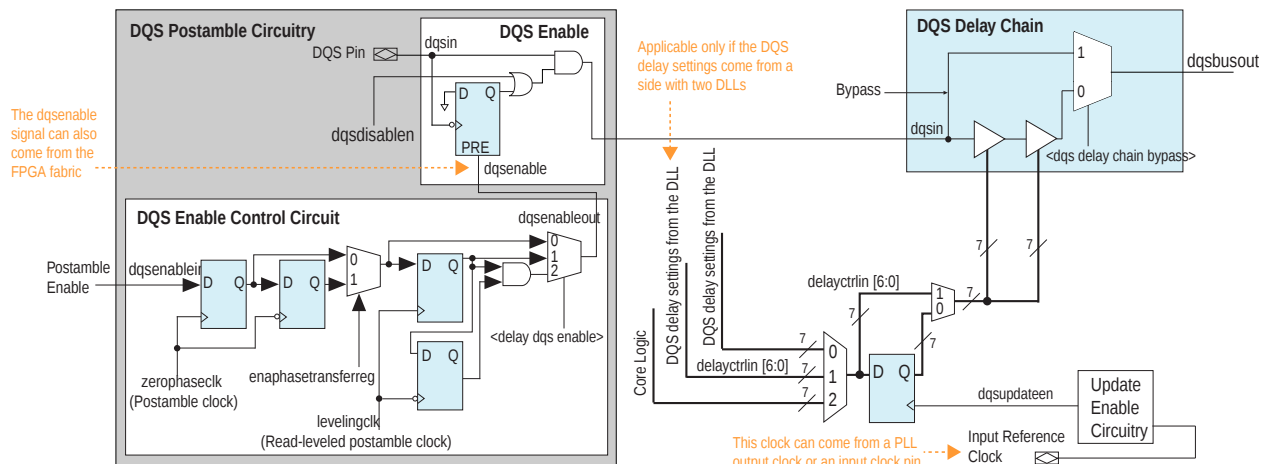 DQS Postamble Circuitry
DQS Enable
DQS Pin
dqsin
D Q
PRE
dqsdisablen
dqsenable
The dqsenable
signal can also
come from the
FPGA fabric
DQS Enable Control Circuit
dqsenableout
Postamble
Enable
dqsenablein
D Q
D Q
0
1
D Q
D Q
0
1
2
<delay dqs enable>
zerophaseclk
(Postamble clock)
enaphasetransferreg
levelingclk
(Read-leveled postamble clock)
Applicable only if the DQS
delay settings come from a
side with two DLLs
DQS Delay Chain
Bypass
dqsin
1
0
dqsbusout
<dqs delay chain bypass>
7
7
Core Logic
DQS delay settings from the DLL
DQS delay settings from the DLL
delayctrlin [6:0]
7
7
7
0
1
2
delayctrlin [6:0]
7
1
0
7
7
D Q
dqsupdateen
Update
Enable
Circuitry
This clock can come from a PLL
output clock or an input clock pin
Input Reference
Clock